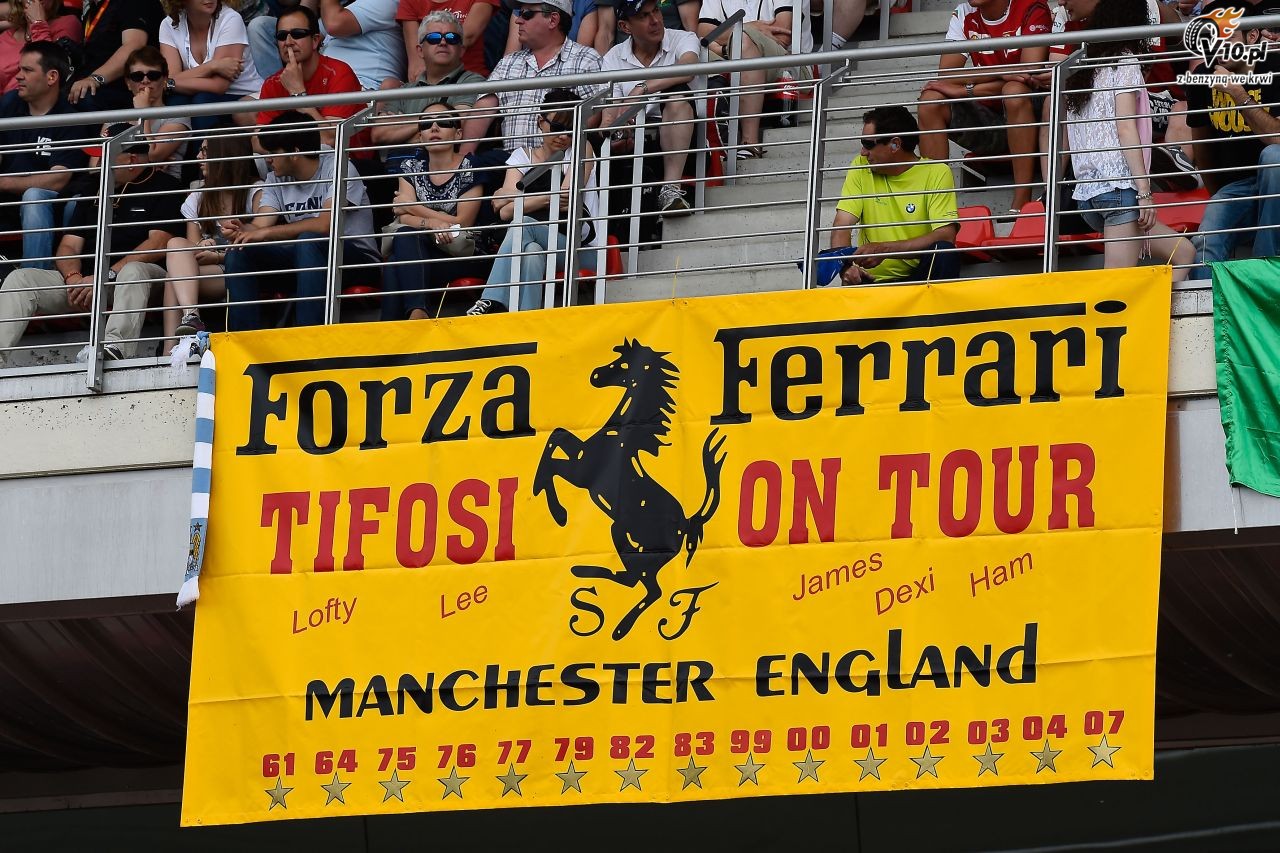 V10.pl
z benzyną we krwi
Forza Ferrari
TIFOSI ON TOUR
Lofty Lee James Dexi Ham
S F
MANCHESTER ENGLAND
61 64 75 76 77 79 82 83 99 00 01 02 03 04 07